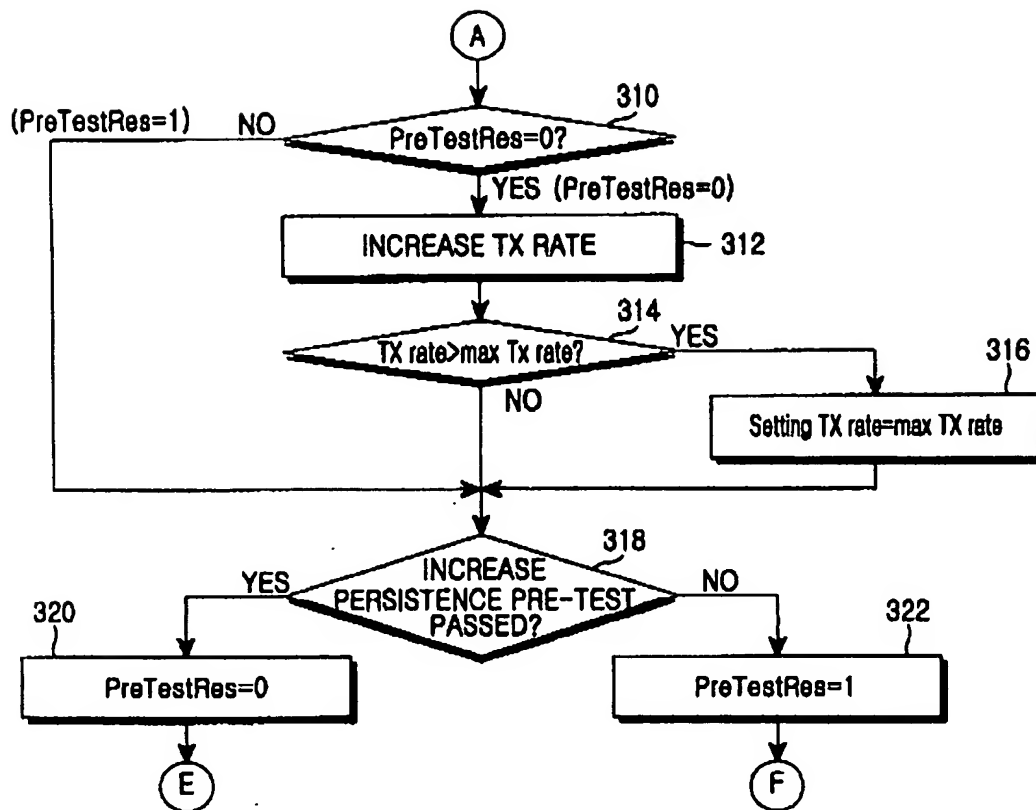 A
310
(PreTestRes=1) NO
PreTestRes=0?
YES (PreTestRes=0)
INCREASE TX RATE
312
314
TX rate>max Tx rate?
YES
NO
316
Setting TX rate=max TX rate
318
YES
INCREASE
PERSISTENCE PRE-TEST
PASSED?
NO
320
322
PreTestRes=0
PreTestRes=1
E
F